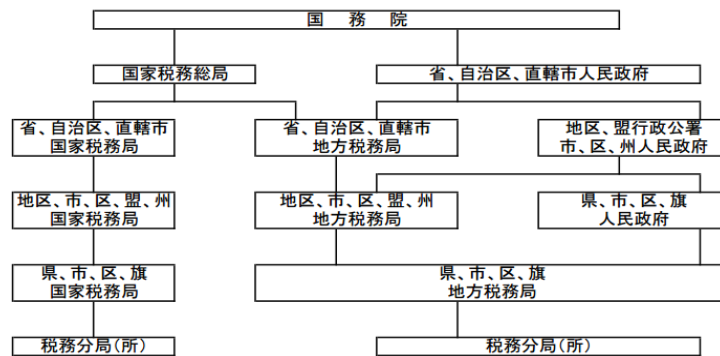 国 務 院
国家税務総局
省、自治区、直轄市人民政府
省、自治区、直轄市
国家税務局
省、自治区、直轄市
地方税務局
地区、盟行政公署
市、区、州人民政府
地区、市、区、盟、州
国家税務局
地区、市、区、盟、州
地方税務局
県、市、区、旗
人民政府
県、市、区、旗
国家税務局
県、市、区、旗
地方税務局
税務分局(所)
税務分局(所)